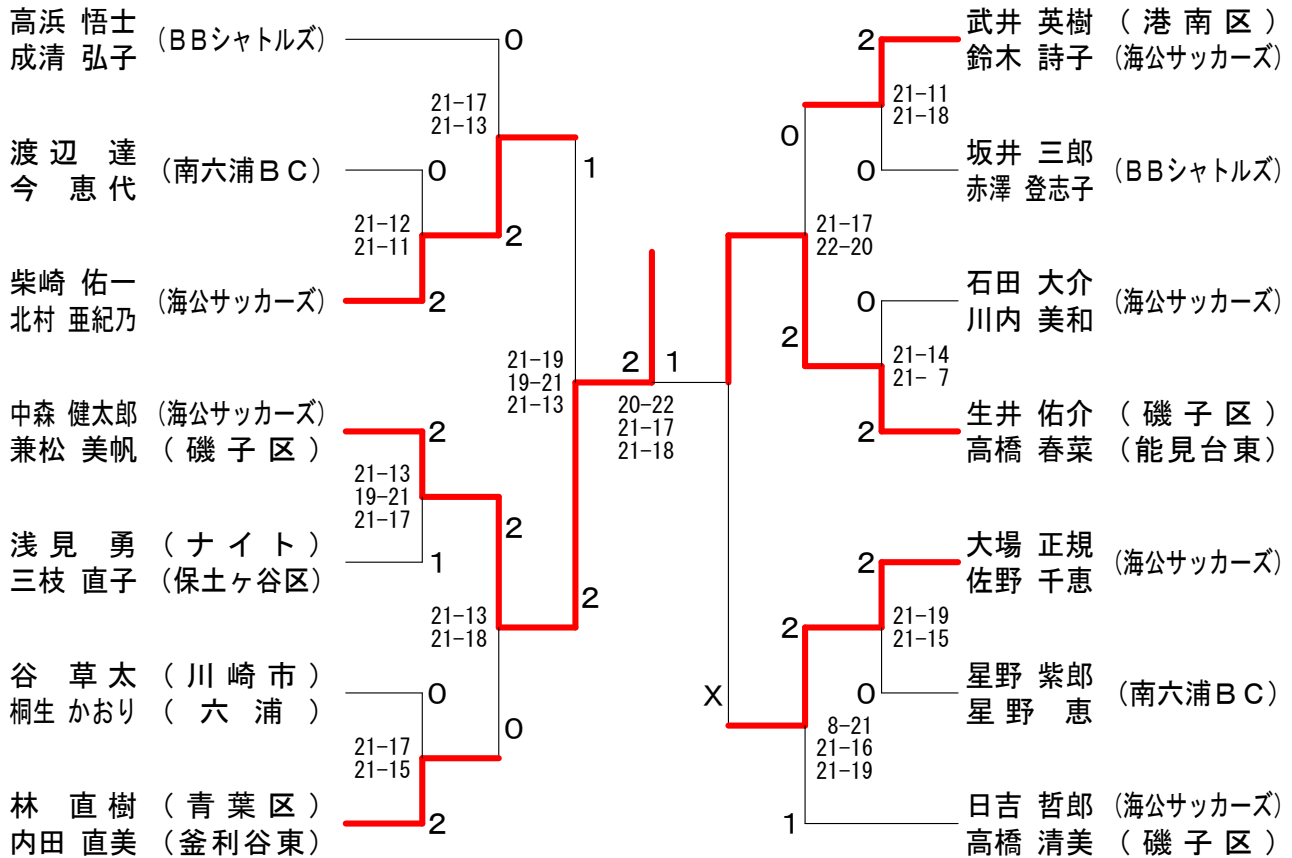 高浜 悟士 (BBシャトルズ)
成清 弘子
0
21-17
21-13
渡辺 達 (南六浦BC)
今 恵代
0
1
21-12
21-11
2
柴崎 佑一 (海公サッカーズ)
北村 亜紀乃
2
21-19
19-21
21-13
中森 健太郎 (海公サッカーズ)
兼松 美帆 (磯子区)
2
21-13
19-21
21-17
2
浅見 勇 (ナイト)
三枝 直子 (保土ヶ谷区)
1
2
21-13
21-18
谷 草太 (川崎市)
桐生 かおり (六浦)
0
0
21-17
21-15
林 直樹 (青葉区)
内田 直美 (釜利谷東)
2
2 1
20-22
21-17
21-18
武井 英樹 (港南区)
鈴木 詩子 (海公サッカーズ)
2
21-11
21-18
0
坂井 三郎 (BBシャトルズ)
赤澤 登志子
0
21-17
22-20
石田 大介 (海公サッカーズ)
川内 美和
0
2
21-14
21- 7
生井 佑介 (磯子区)
高橋 春菜 (能見台東)
2
大場 正規 (海公サッカーズ)
佐野 千恵
2
21-19
21-15
2
星野 紫郎 (南六浦BC)
星野 恵
0
X
8-21
21-16
21-19
日吉 哲郎 (海公サッカーズ)
高橋 清美 (磯子区)
1